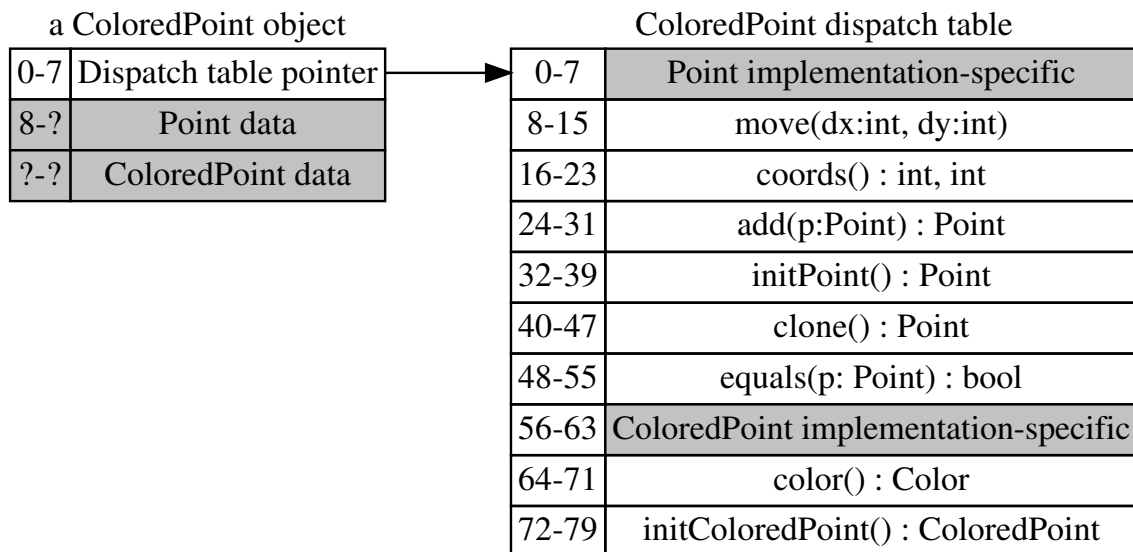 a ColoredPoint object
0-7 Dispatch table pointer
8-? Point data
?-? ColoredPoint data
ColoredPoint dispatch table
0-7 Point implementation-specific
8-15 move(dx:int, dy:int)
16-23 coords() : int, int
24-31 add(p:Point) : Point
32-39 initPoint() : Point
40-47 clone() : Point
48-55 equals(p: Point) : bool
56-63 ColoredPoint implementation-specific
64-71 color() : Color
72-79 initColoredPoint() : ColoredPoint